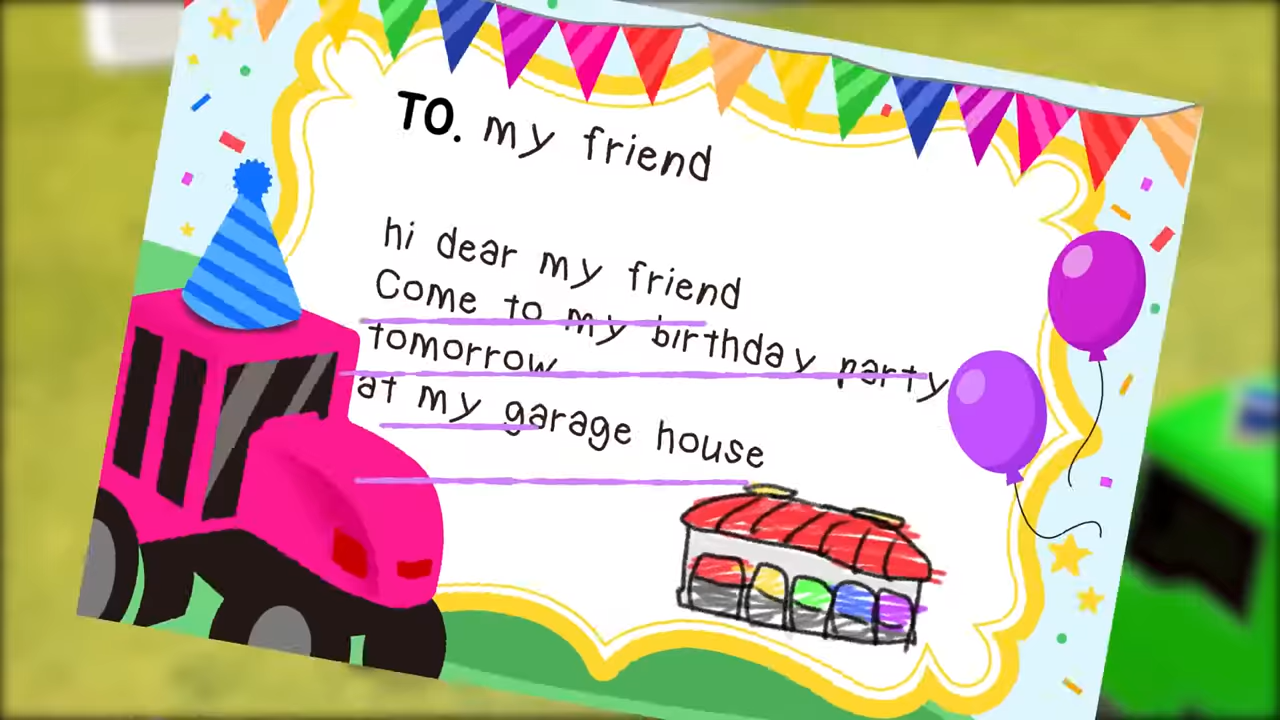 TO. my friend
hi dear my friend
Come to my birthday party
tomorrow
at my garage house